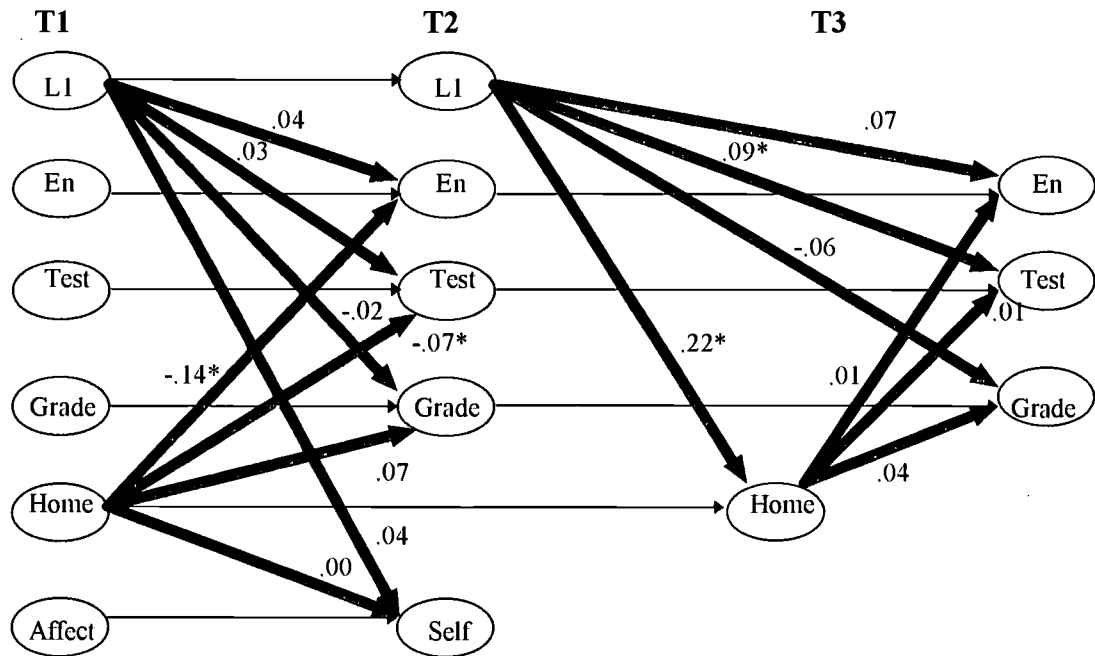 T1 T2 T3
L1 L1
.04 .07
.03 .09*
En En En
-.06
Test Test Test
-.02 .01
-.07* .22*
-.14* .01
Grade Grade Grade
.07 .04
Home Home
.04
.00
Affect Self